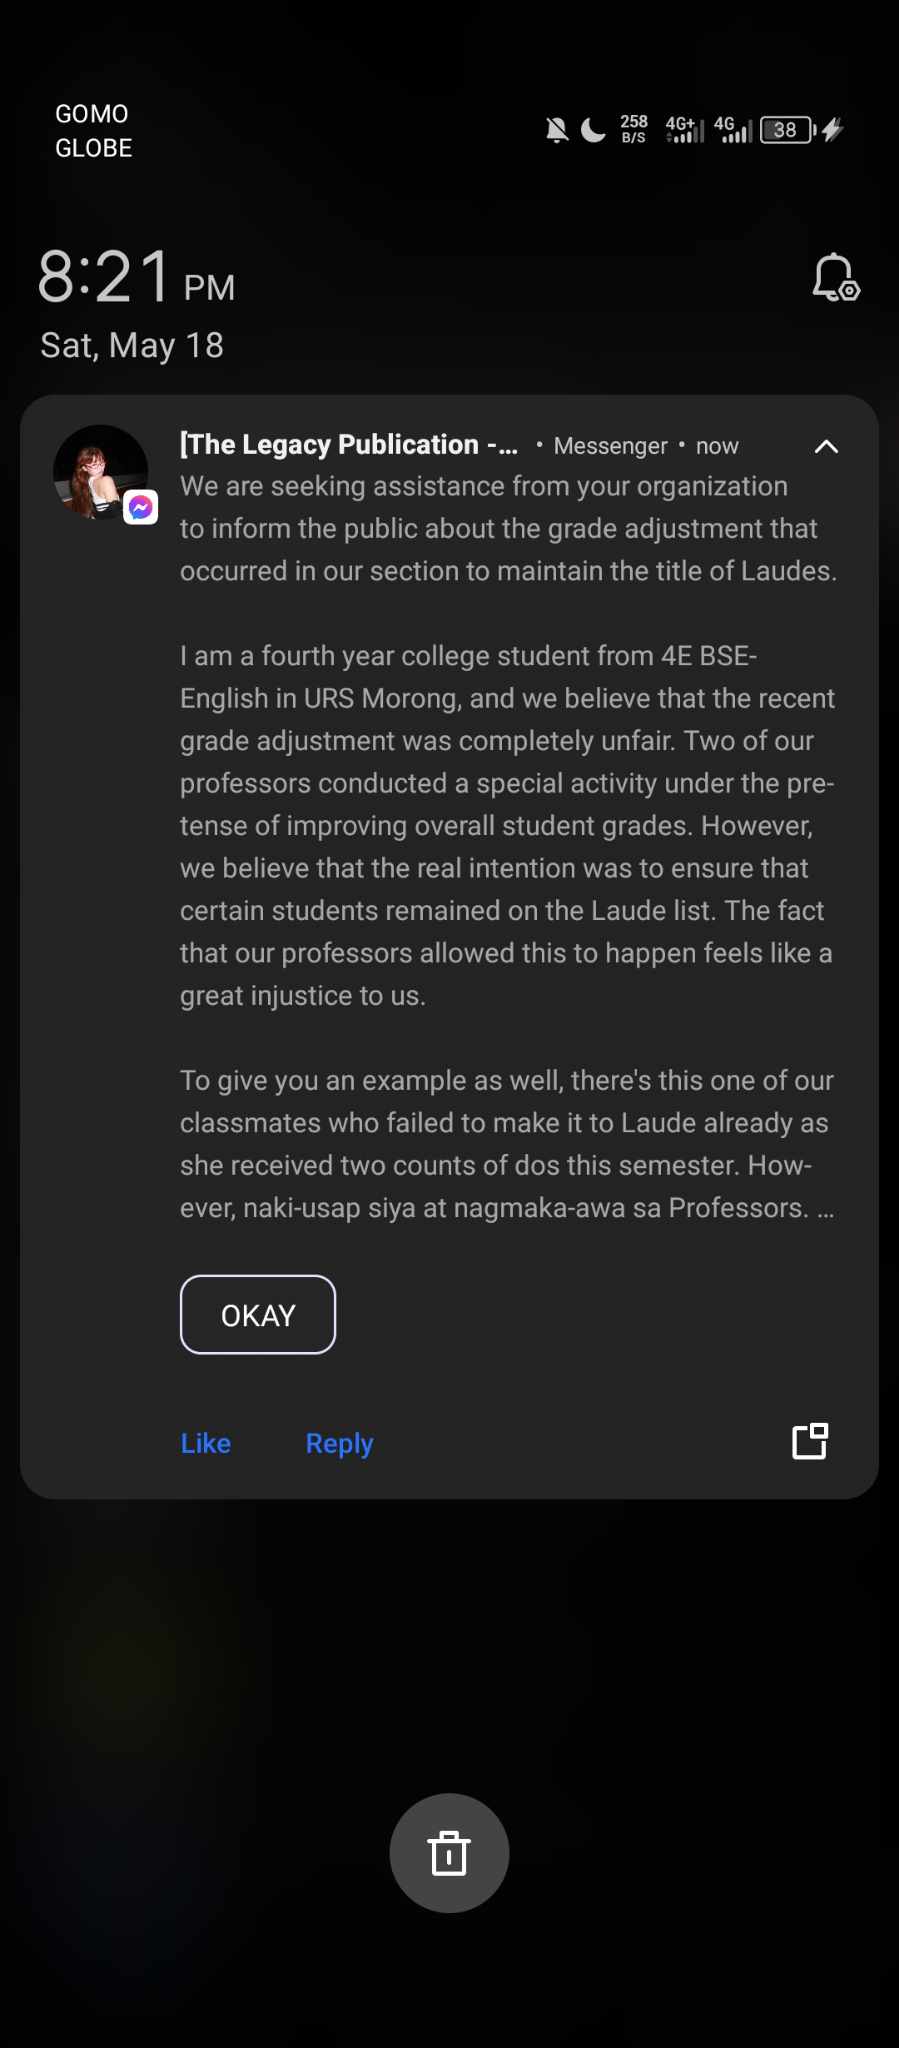 GOMO
GLOBE
258
B/S
4G+
4G
38
8:21 PM
Sat, May 18
[The Legacy Publication -... • Messenger • now
We are seeking assistance from your organization
to inform the public about the grade adjustment that
occurred in our section to maintain the title of Laudes.
I am a fourth year college student from 4E BSE-
English in URS Morong, and we believe that the recent
grade adjustment was completely unfair. Two of our
professors conducted a special activity under the pre-
tense of improving overall student grades. However,
we believe that the real intention was to ensure that
certain students remained on the Laude list. The fact
that our professors allowed this to happen feels like a
great injustice to us.
To give you an example as well, there's this one of our
classmates who failed to make it to Laude already as
she received two counts of dos this semester. How-
ever, naki-usap siya at nagmaka-awa sa Professors. ...
OKAY
Like
Reply